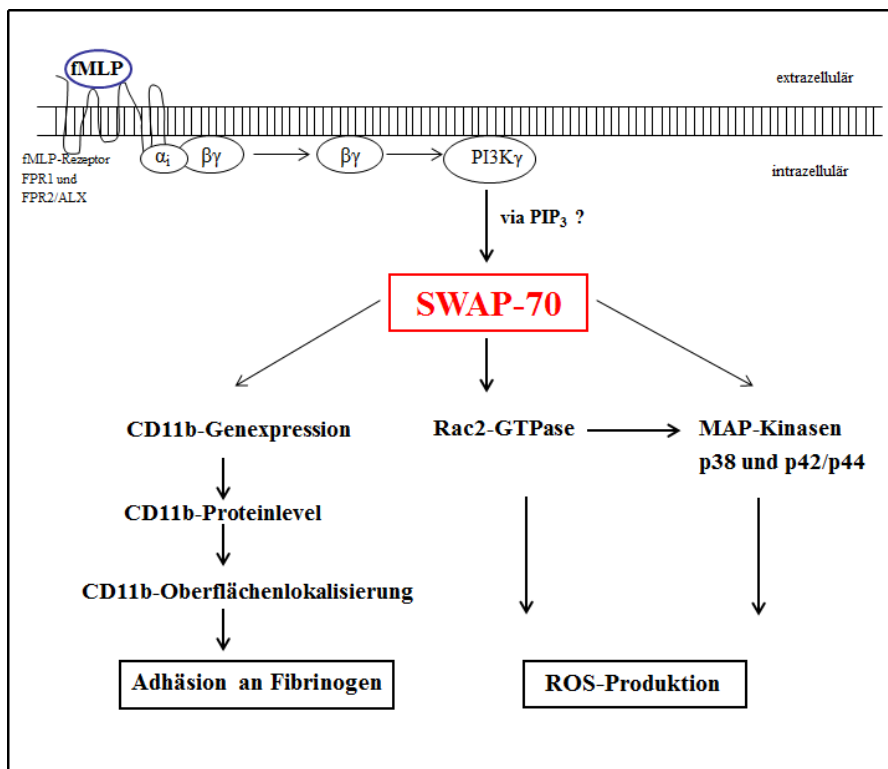 fMLP
extrazellulär
fMLP-Rezeptor
FPR1 und
FPR2/ALX
αi
βγ
βγ
PI3Kγ
intrazellulär
via PIP3 ?
SWAP-70
CD11b-Genexpression
Rac2-GTPase
MAP-Kinasen
p38 und p42/p44
CD11b-Proteinlevel
CD11b-Oberflächenlokalisierung
Adhäsion an Fibrinogen
ROS-Produktion